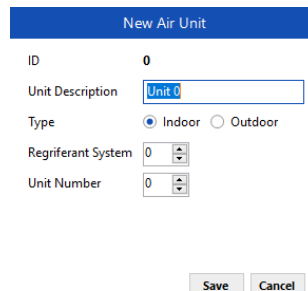 New Air Unit
ID 0
Unit Description Unit 0
Type Indoor Outdoor
Regriferant System 0
Unit Number 0
Save Cancel